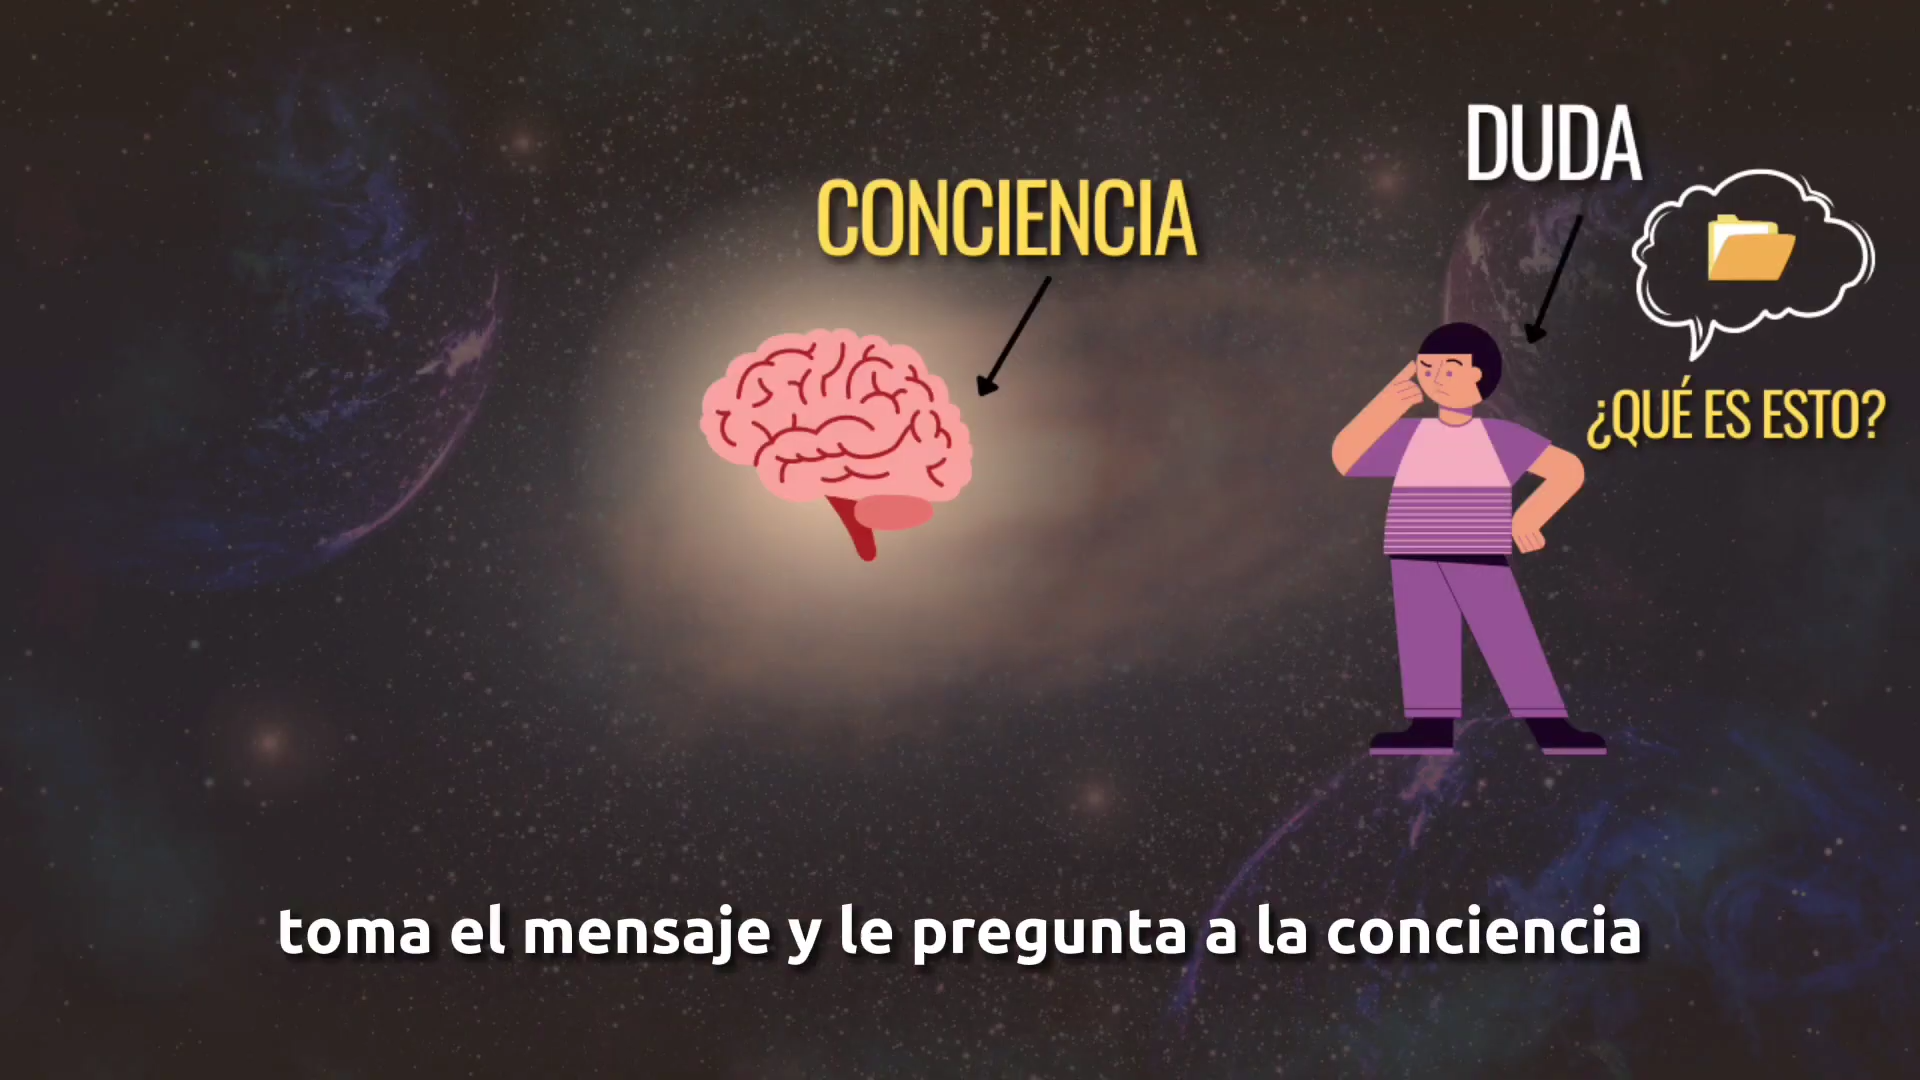 DUDA
CONCIENCIA
¿QUÉ ES ESTO?
toma el mensaje y le pregunta a la conciencia